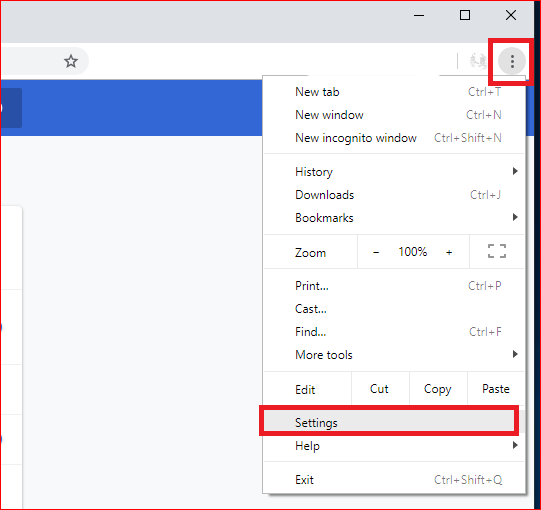 New tab Ctrl+T
New window Ctrl+N
New incognito window Ctrl+Shift+N
History
Downloads Ctrl+J
Bookmarks
Zoom − 100% +
Print... Ctrl+P
Cast...
Find... Ctrl+F
More tools
Edit Cut Copy Paste
Settings
Help
Exit Ctrl+Shift+Q